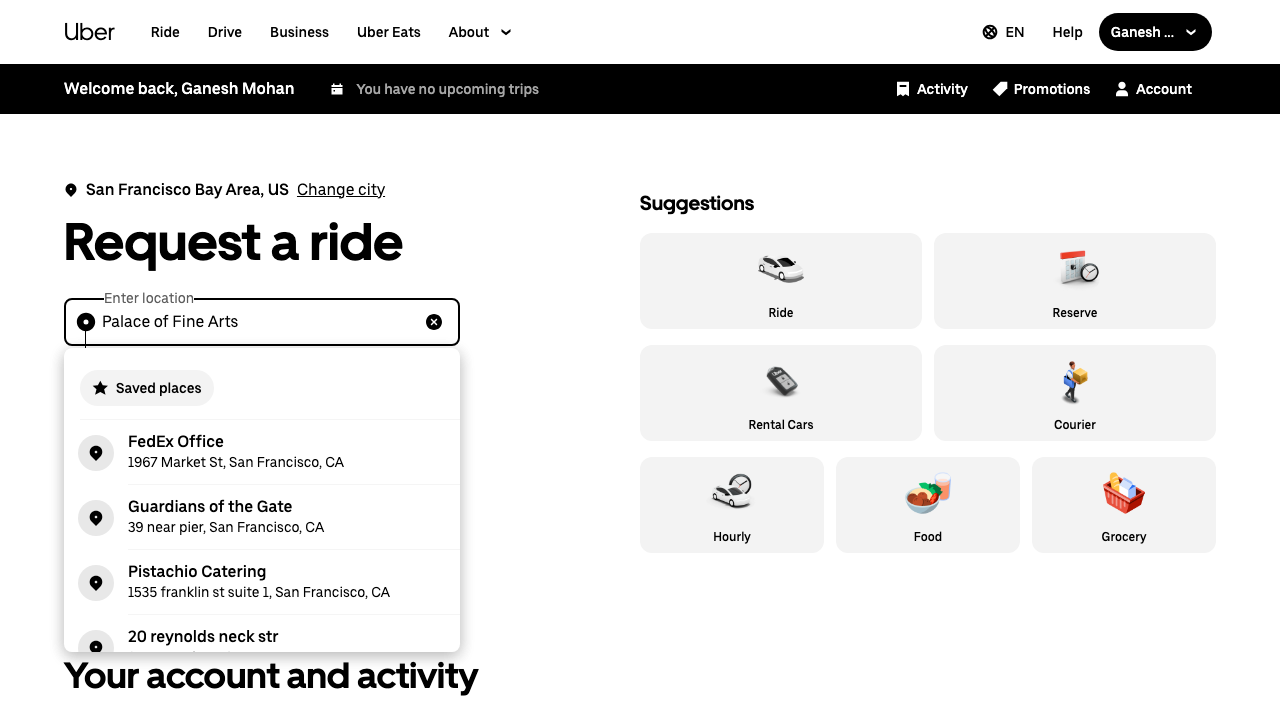 Uber
Ride
Drive
Business
Uber Eats
About
EN
Help
Ganesh ...
Welcome back, Ganesh Mohan
You have no upcoming trips
Activity
Promotions
Account
San Francisco Bay Area, US Change city
Request a ride
Enter location
Palace of Fine Arts
Saved places
FedEx Office
1967 Market St, San Francisco, CA
Guardians of the Gate
39 near pier, San Francisco, CA
Pistachio Catering
1535 franklin st suite 1, San Francisco, CA
20 reynolds neck str
Suggestions
Ride
Reserve
Rental Cars
Courier
Hourly
Food
Grocery
Your account and activity